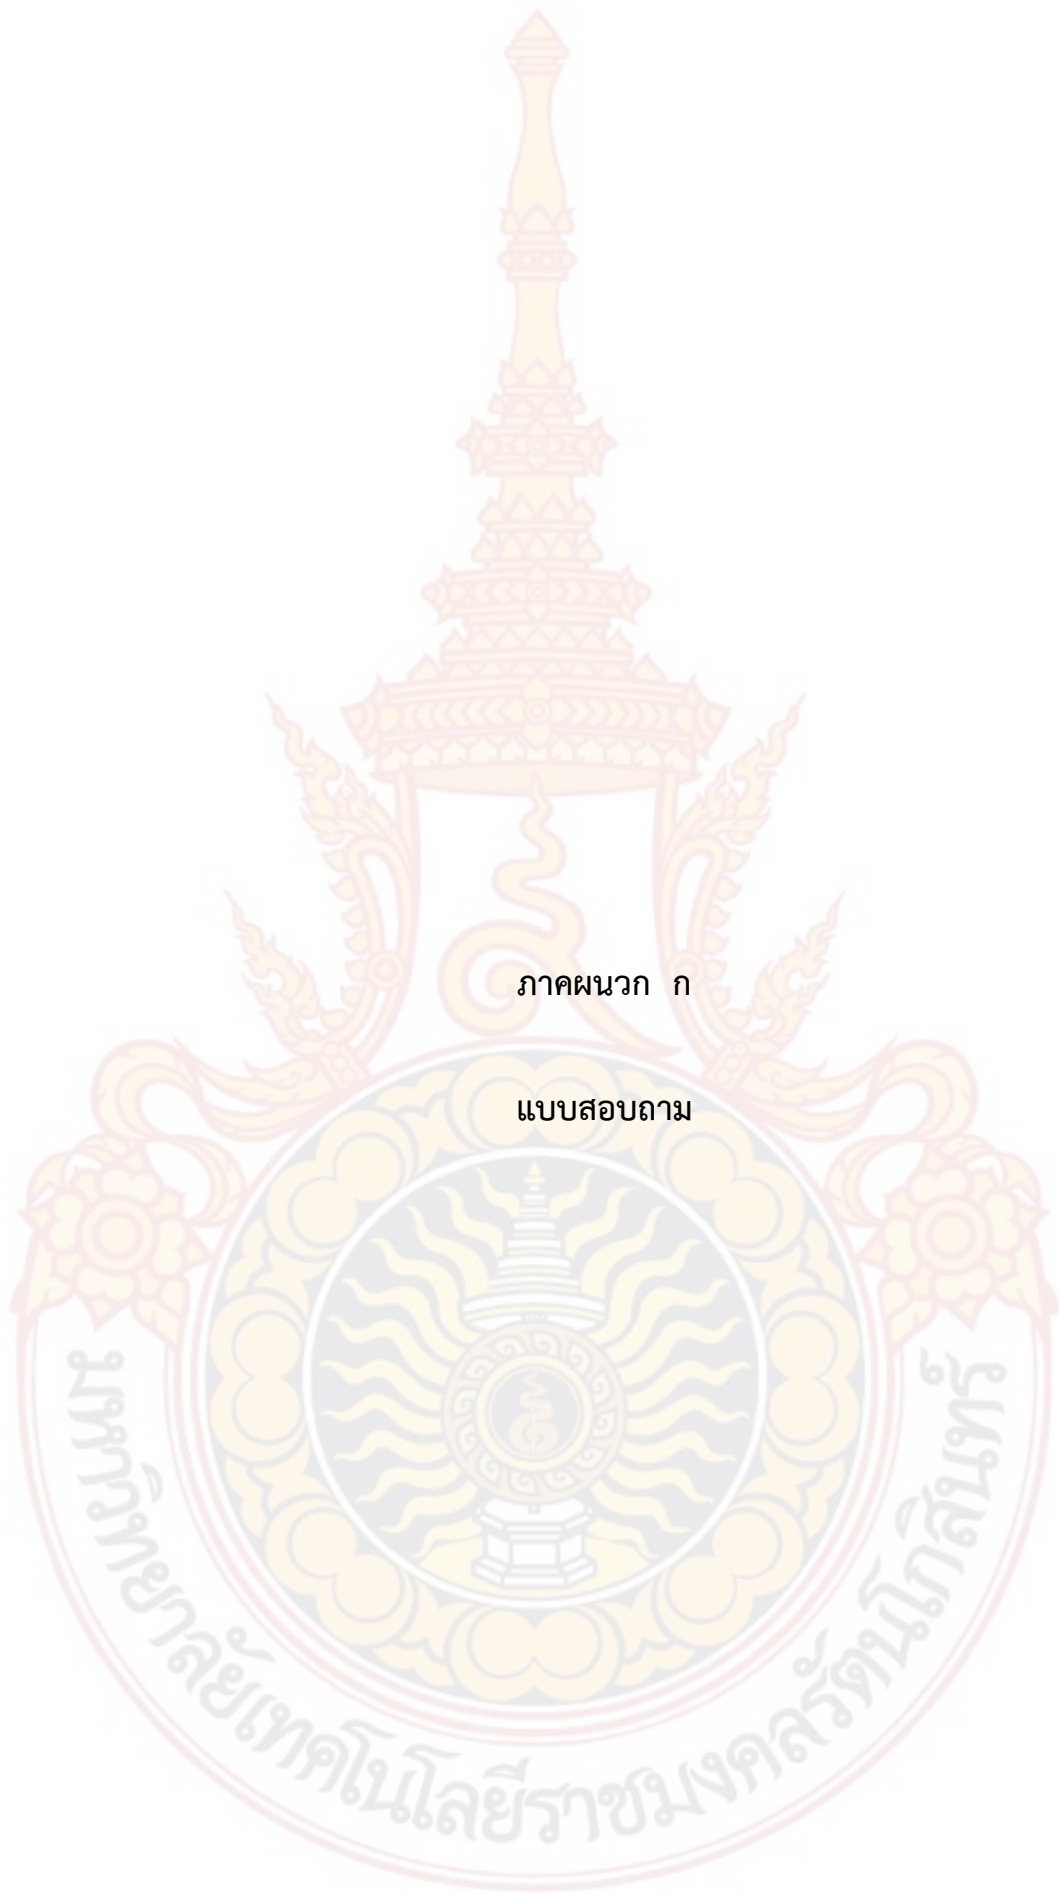 ภาคผนวก ก
แบบสอบถาม
มหาวิทยาลัยเทคโนโลยีราชมงคลรัตนโกสินทร์